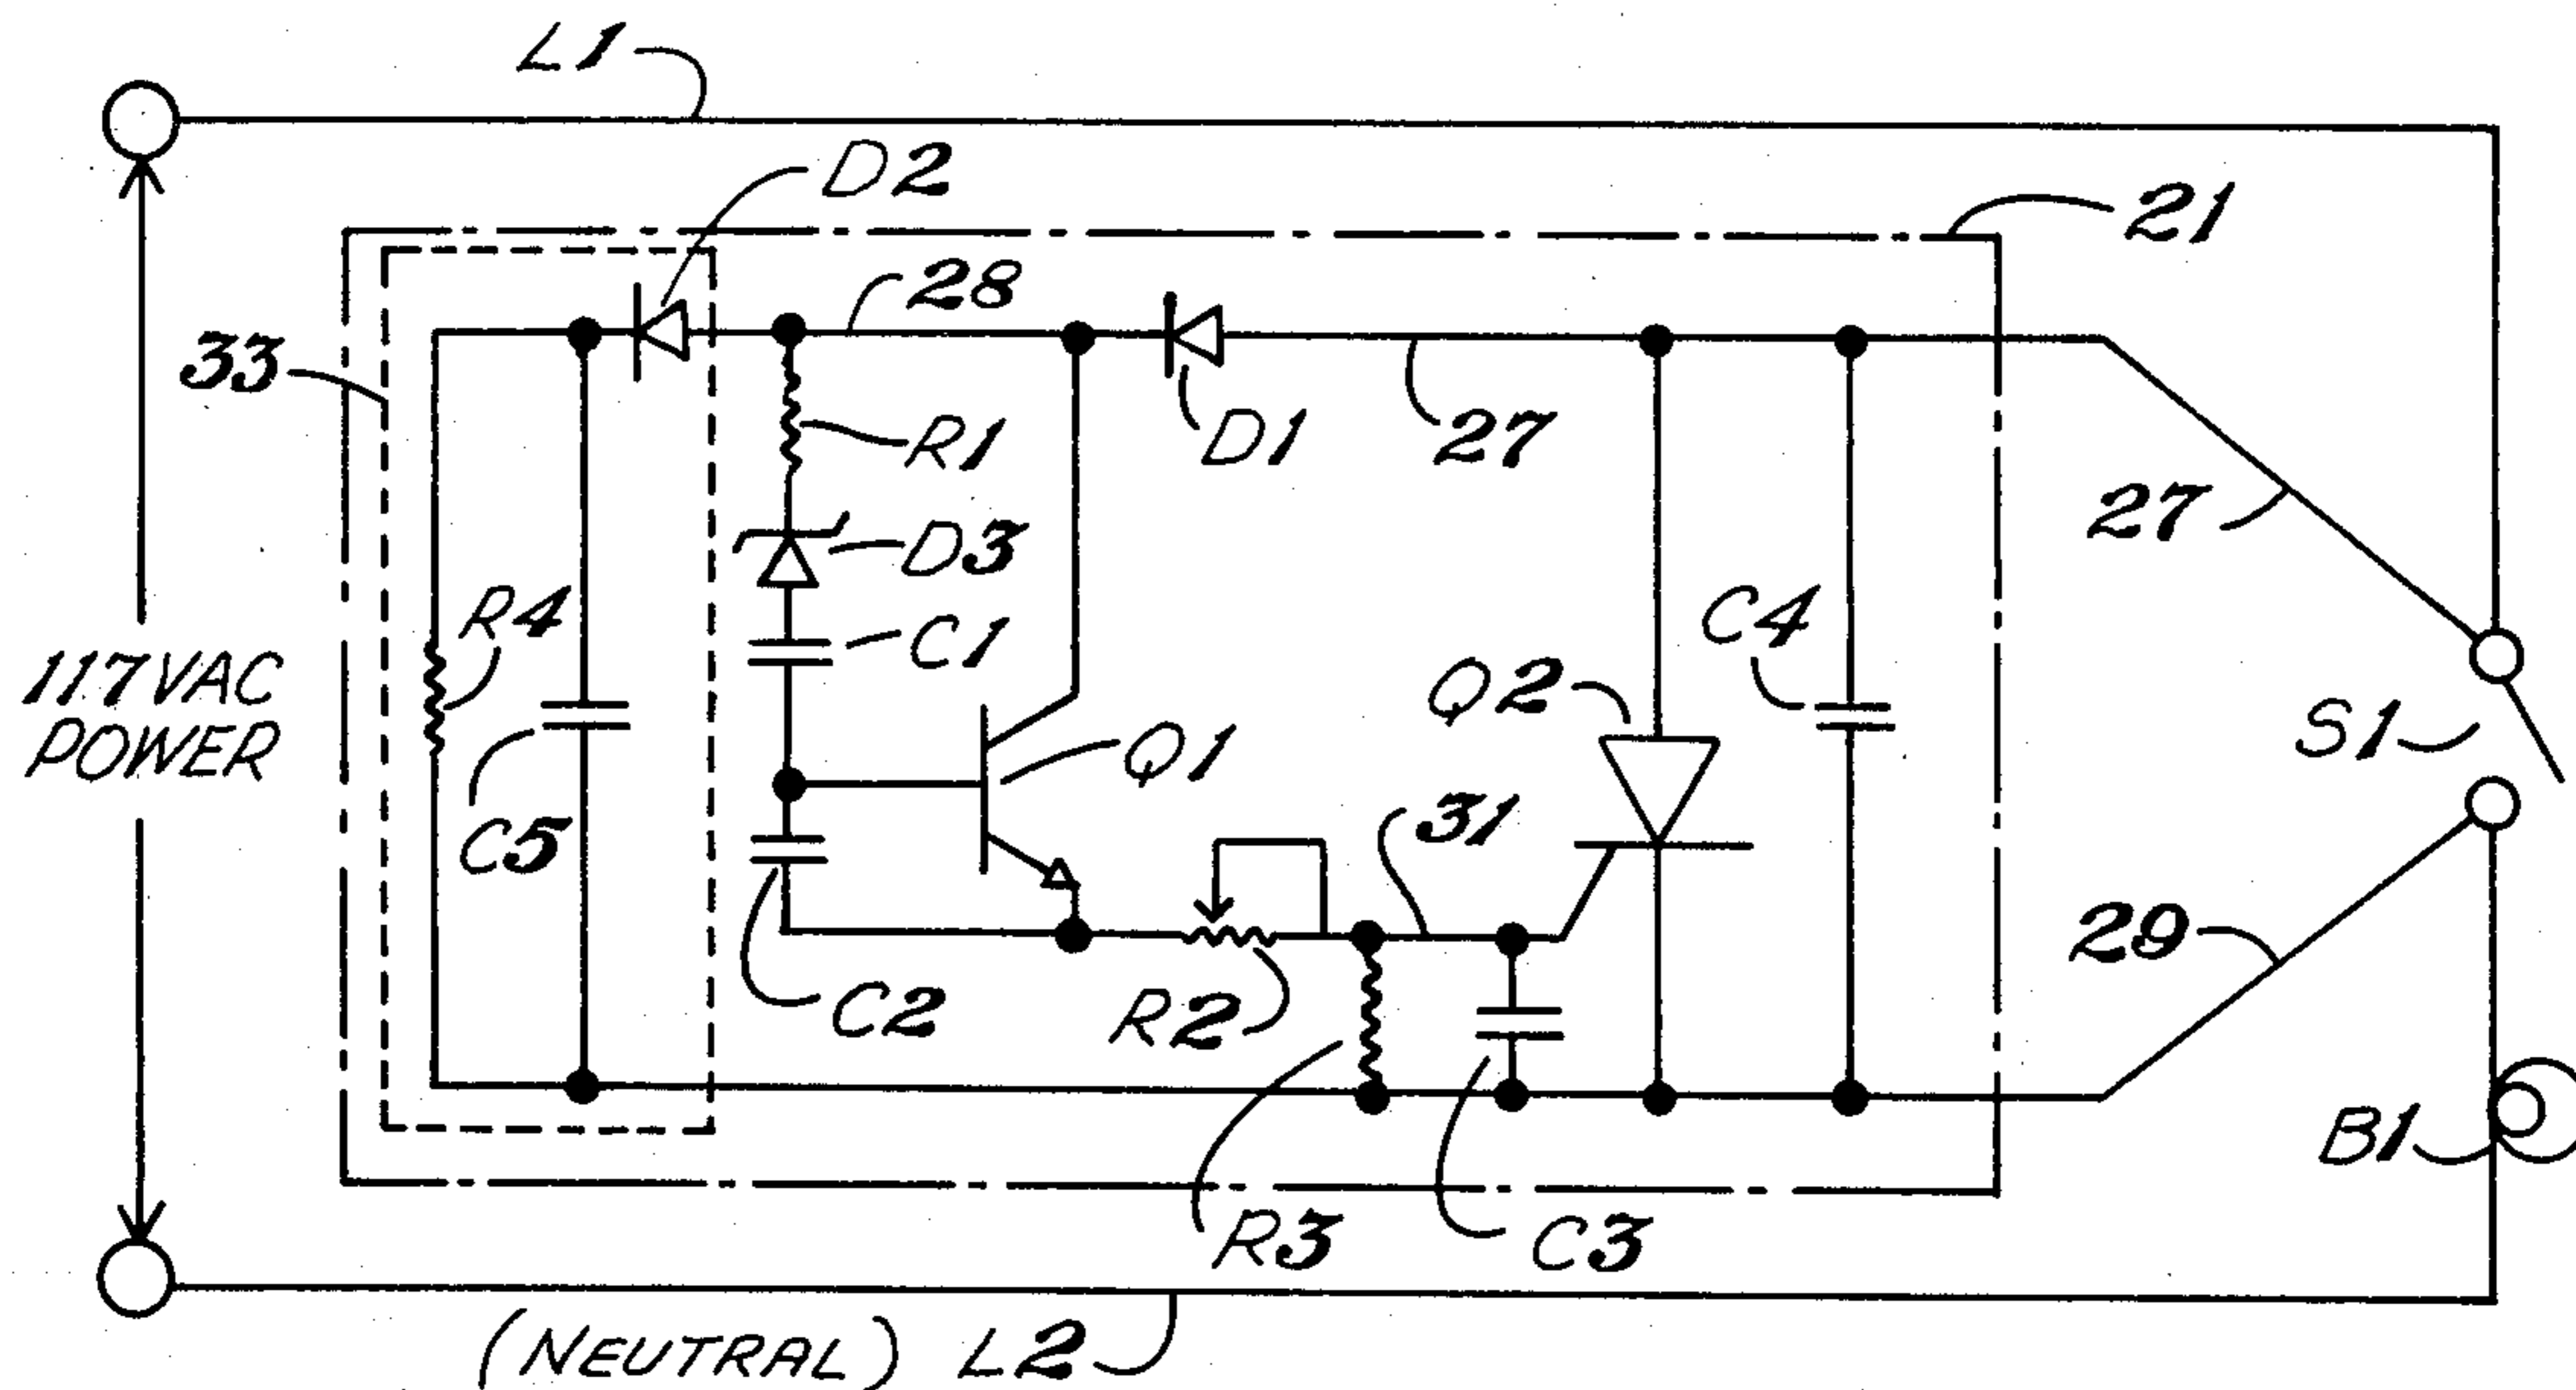 L1
D2
21
28
33
R1
D1
27
D3
27
R4
C1
C4
117VAC
POWER
Q2
Q1
S1
C5
31
29
C2
R2
B1
R3
C3
(NEUTRAL) L2